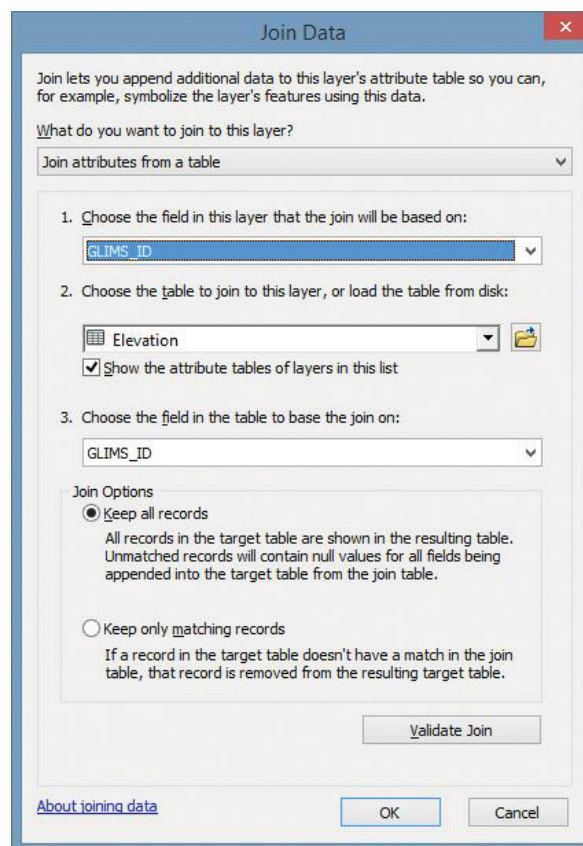 Join Data
Join lets you append additional data to this layer's attribute table so you can,
for example, symbolize the layer's features using this data.
What do you want to join to this layer?
Join attributes from a table
1. Choose the field in this layer that the join will be based on:
GLIMS_ID
2. Choose the table to join to this layer, or load the table from disk:
Elevation
Show the attribute tables of layers in this list
3. Choose the field in the table to base the join on:
GLIMS_ID
Join Options
Keep all records
All records in the target table are shown in the resulting table.
Unmatched records will contain null values for all fields being
appended into the target table from the join table.
Keep only matching records
If a record in the target table doesn't have a match in the join
table, that record is removed from the resulting target table.
Validate Join
About joining data
OK
Cancel